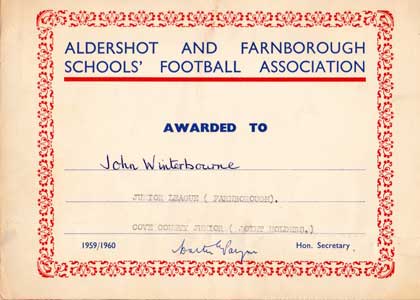 ALDERSHOT AND FARNBOROUGH
SCHOOLS' FOOTBALL ASSOCIATION
AWARDED TO
John Winterbourne
JUNIOR LEAGUE ( FARNBOROUGH).
COVE COUNTY JUNIOR ( JOINT HOLDERS.)
1959/1960
Hon. Secretary